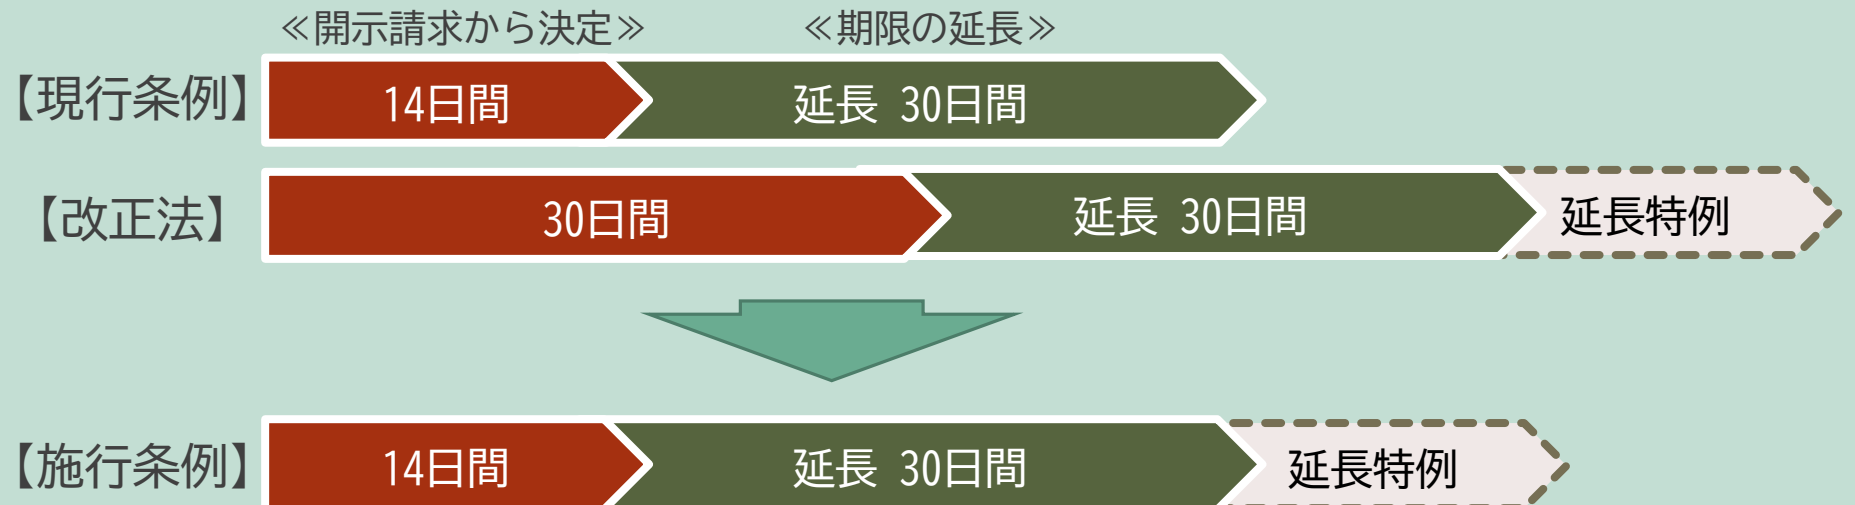 ≪開示請求から決定≫ ≪期限の延長≫
【現行条例】 14日間 延長 30日間
【改正法】 30日間 延長 30日間 延長特例
【施行条例】 14日間 延長 30日間 延長特例